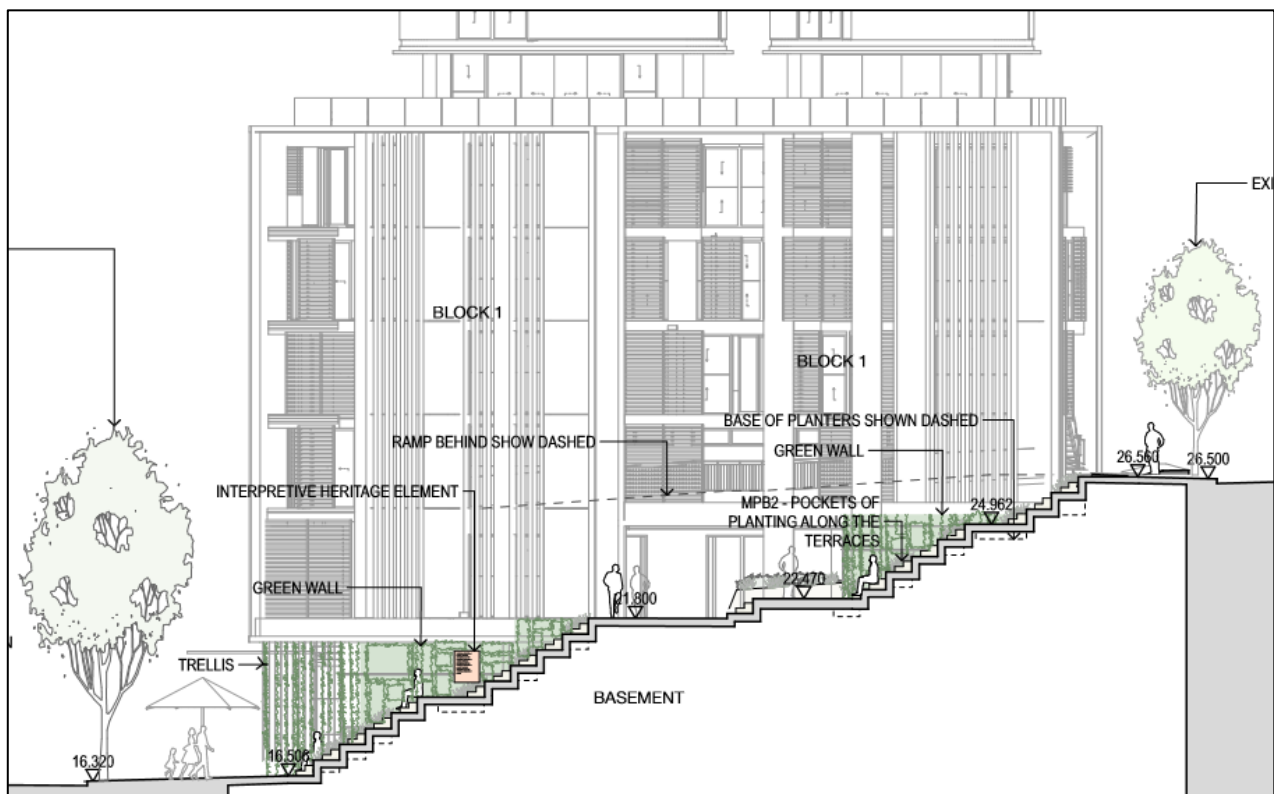 EXI
BLOCK 1
BLOCK 1
BASE OF PLANTERS SHOWN DASHED
RAMP BEHIND SHOW DASHED
GREEN WALL
26.560
26.500
INTERPRETIVE HERITAGE ELEMENT
MPB2 - POCKETS OF
PLANTING ALONG THE
TERRACES
24.962
GREEN WALL
22.470
21.800
TRELLIS
BASEMENT
16.320
16.506